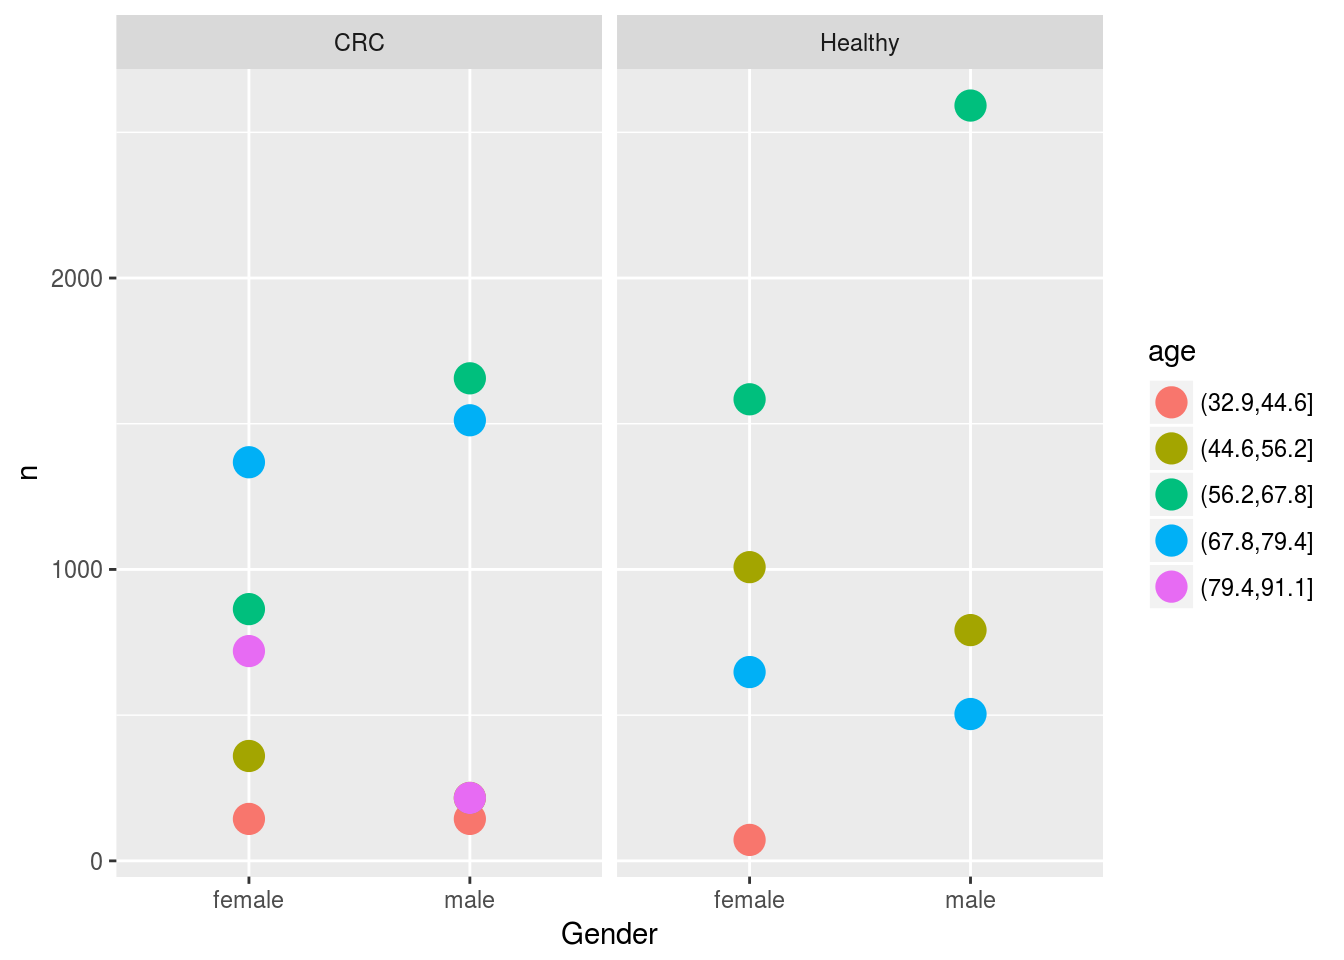 CRC
Healthy
2000
1000
0
n
female
male
female
male
Gender
age
(32.9,44.6]
(44.6,56.2]
(56.2,67.8]
(67.8,79.4]
(79.4,91.1]